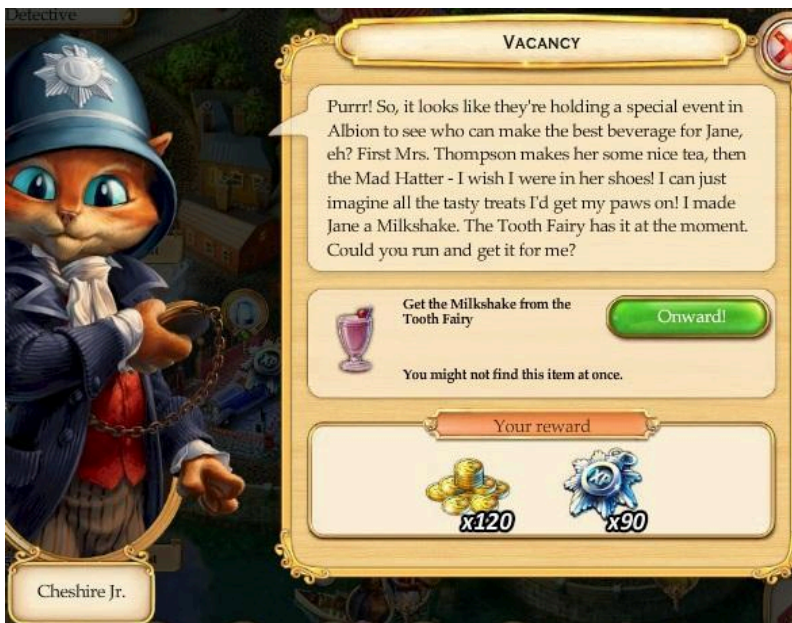 Detective
VACANCY
Purrr! So, it looks like they're holding a special event in
Albion to see who can make the best beverage for Jane,
eh? First Mrs. Thompson makes her some nice tea, then
the Mad Hatter - I wish I were in her shoes! I can just
imagine all the tasty treats I'd get my paws on! I made
Jane a Milkshake. The Tooth Fairy has it at the moment.
Could you run and get it for me?
Get the Milkshake from the
Tooth Fairy
Onward!
You might not find this item at once.
Your reward
XP
x120
x90
Cheshire Jr.